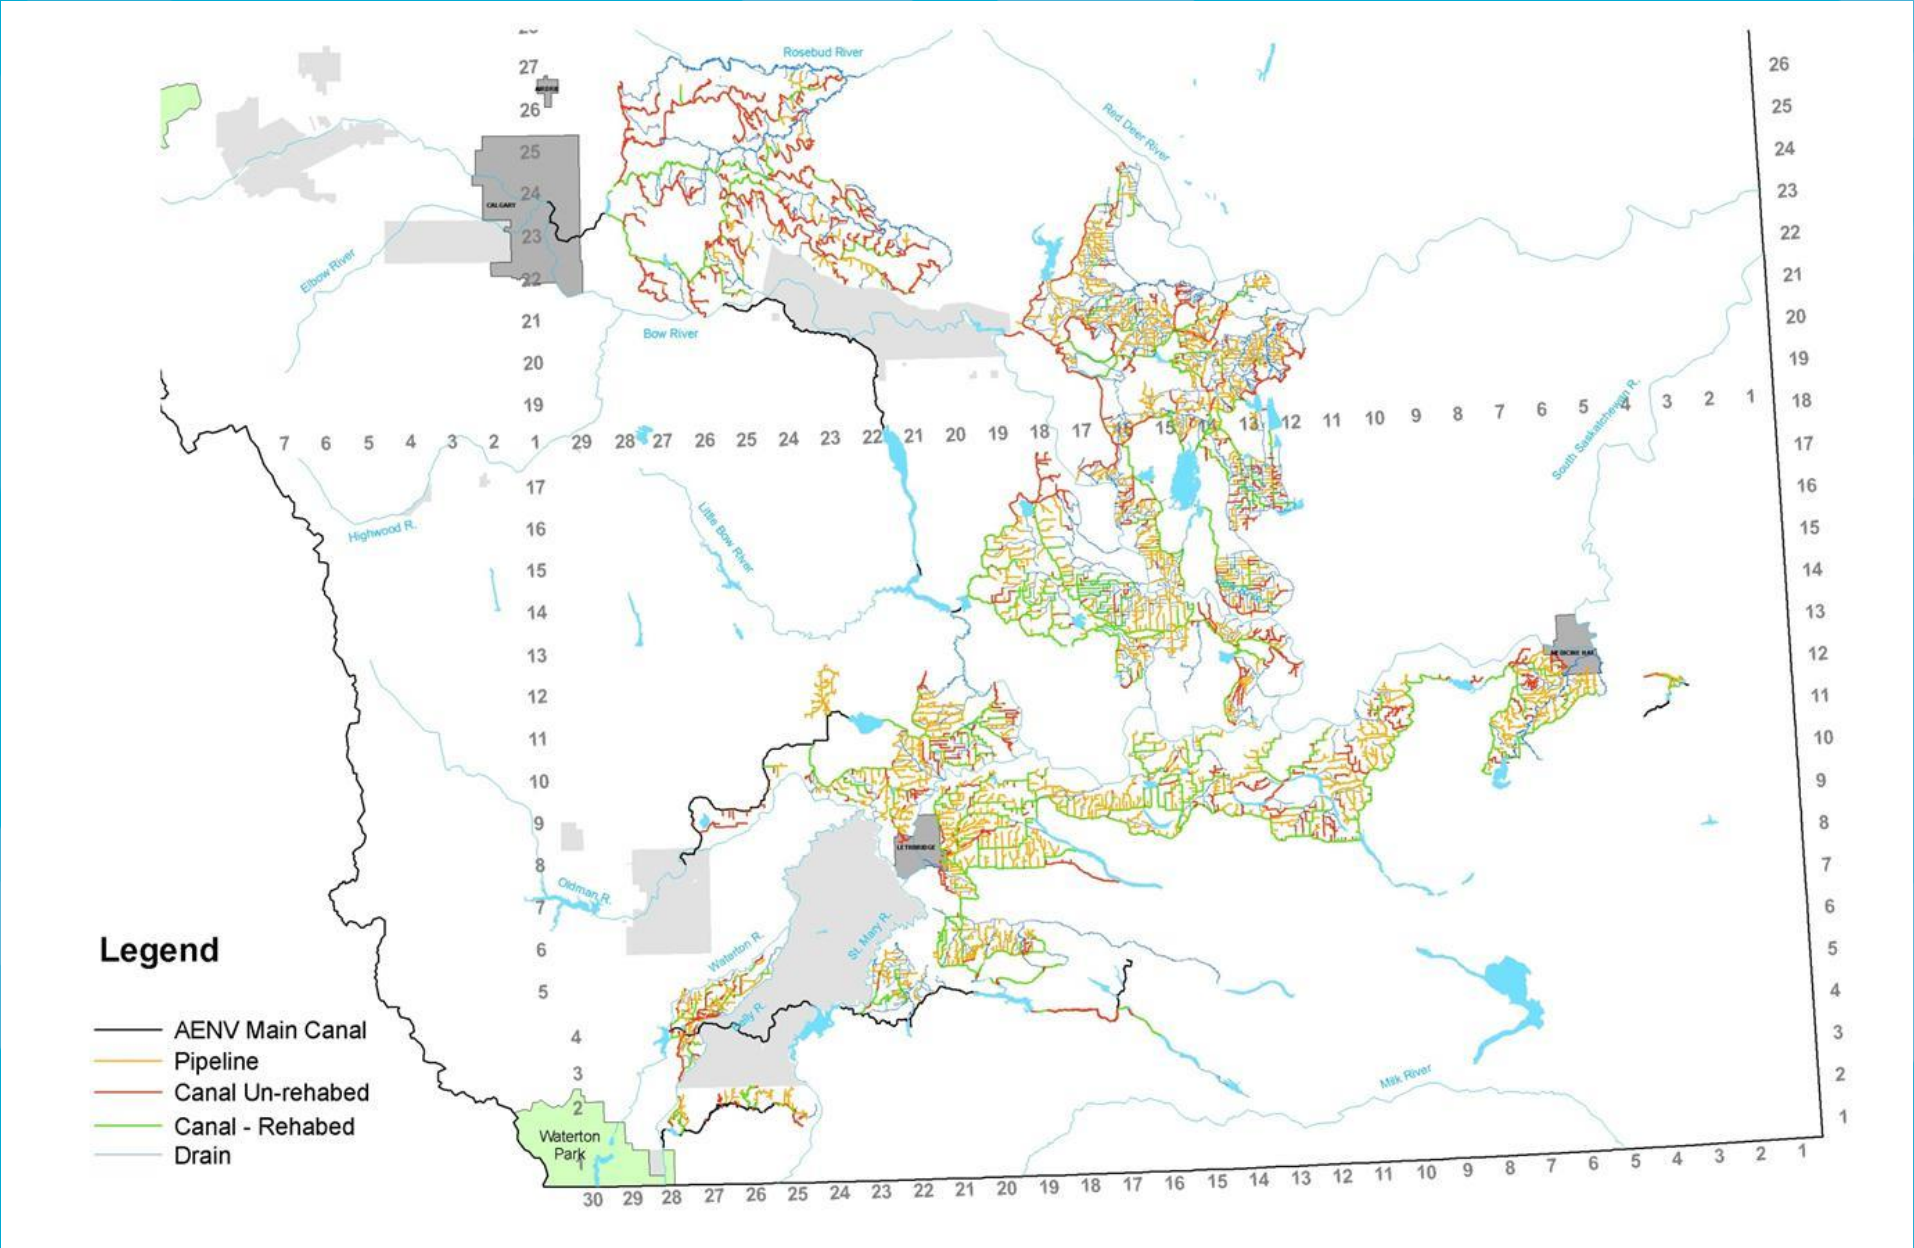 Rosebud River
27
AIRDRIE
26
25
24
CALGARY
23
22
21
20
19
Elbow River
Bow River
Red Deer River
26
25
24
23
22
21
20
19
18
17
16
15
14
13
12
11
10
9
8
7
6
5
4
3
2
1
7 6 5 4 3 2 1 29 28 27 26 25 24 23 22 21 20 19 18 17 16 15 14 13 12 11 10 9 8 7 6 5 4 3 2 1
South Saskatchewan R.
Highwood R.
Little Bow River
17
16
15
14
13
12
11
10
9
8
7
6
5
4
3
2
1
MEDICINE HAT
LETHBRIDGE
Oldman R.
Waterton R.
St. Mary R.
Milk River
Waterton
Park
Legend
AENV Main Canal
Pipeline
Canal Un-rehabed
Canal - Rehabed
Drain
30 29 28 27 26 25 24 23 22 21 20 19 18 17 16 15 14 13 12 11 10 9 8 7 6 5 4 3 2 1